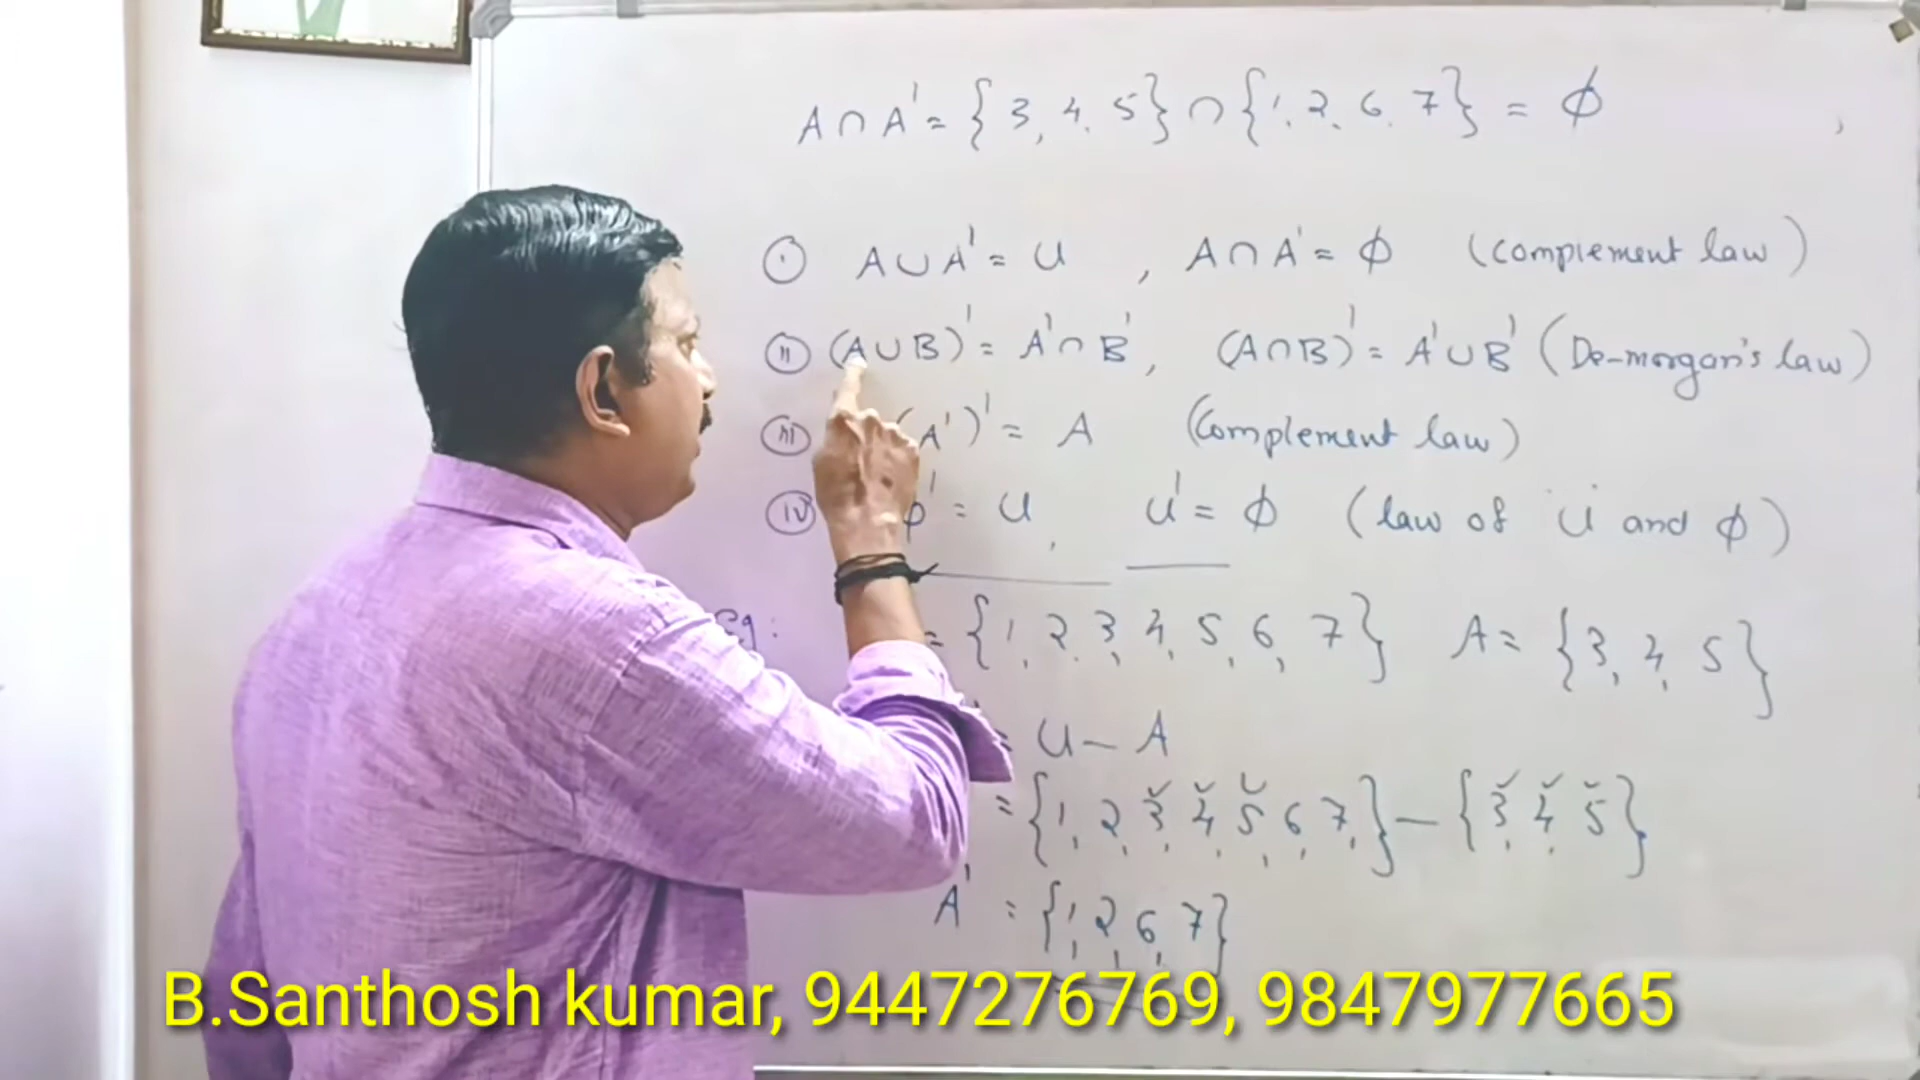 A∩A' = {3, 4, 5} ∩ {1, 2, 6, 7} = ϕ
(i) A∪A' = U , A∩A' = ϕ (complement law)
(ii) (A∪B)' = A'∩B' , (A∩B)' = A'∪B' (De-morgan's law)
(iii) (A')' = A (complement law)
(iv) ϕ' = U , U' = ϕ (law of U and ϕ)
Eg: = {1, 2, 3, 4, 5, 6, 7} A = {3, 4, 5}
= U – A
= {1, 2, 3, 4, 5, 6, 7,} – {3, 4, 5}
A' = {1, 2, 6, 7}
B.Santhosh kumar, 9447276769, 9847977665